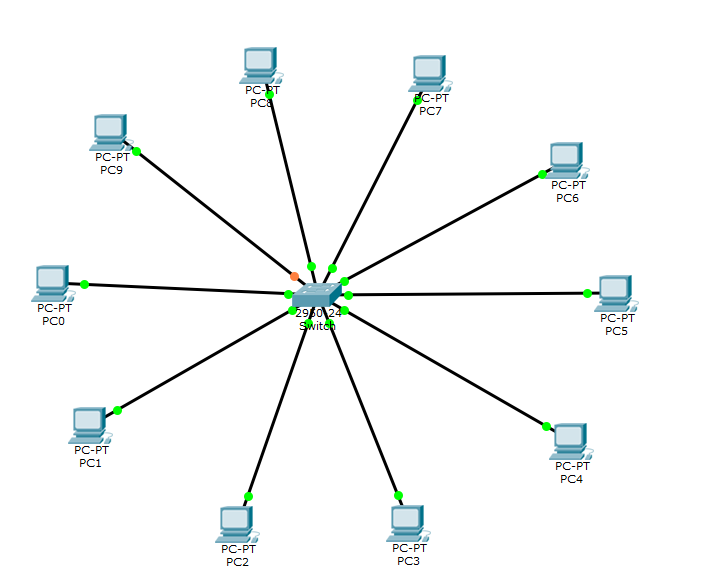 PC-PT
PC8
PC-PT
PC7
PC-PT
PC9
PC-PT
PC6
PC-PT
PC0
PC-PT
PC5
2950-24
Switch
PC-PT
PC1
PC-PT
PC4
PC-PT
PC2
PC-PT
PC3